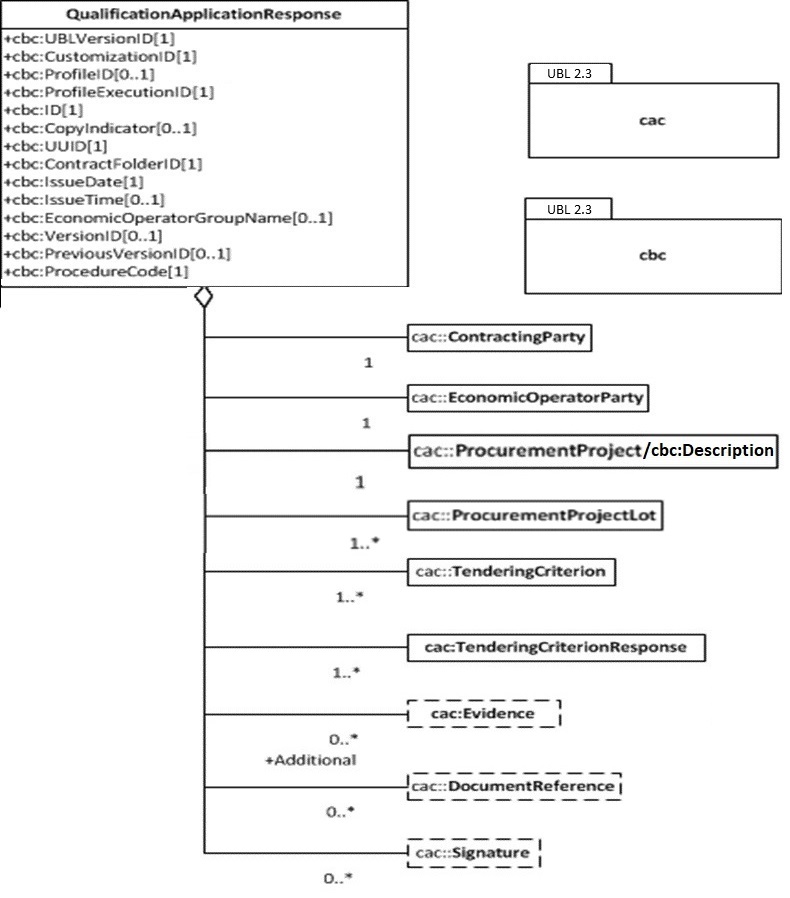 QualificationApplicationResponse
+cbc:UBLVersionID[1]
+cbc:CustomizationID[1]
+cbc:ProfileID[0..1]
+cbc:ProfileExecutionID[1]
+cbc:ID[1]
+cbc:CopyIndicator[0..1]
+cbc:UUID[1]
+cbc:ContractFolderID[1]
+cbc:IssueDate[1]
+cbc:IssueTime[0..1]
+cbc:EconomicOperatorGroupName[0..1]
+cbc:VersionID[0..1]
+cbc:PreviousVersionID[0..1]
+cbc:ProcedureCode[1]
UBL 2.3
cac
UBL 2.3
cbc
cac::ContractingParty
1
cac::EconomicOperatorParty
1
cac::ProcurementProject/cbc:Description
1
cac::ProcurementProjectLot
1..*
cac::TenderingCriterion
1..*
cac:TenderingCriterionResponse
1..*
cac:Evidence
0..*
+Additional
cac::DocumentReference
0..*
cac::Signature
0..*